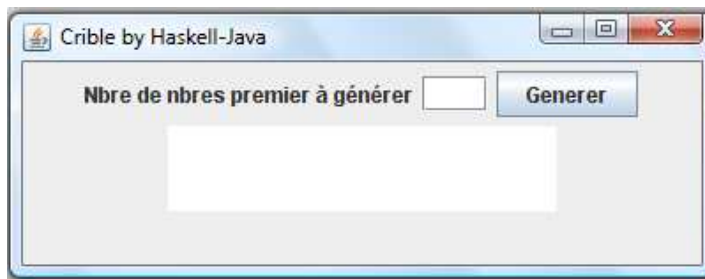 Crible by Haskell-Java
Nbre de nbres premier à générer Generer